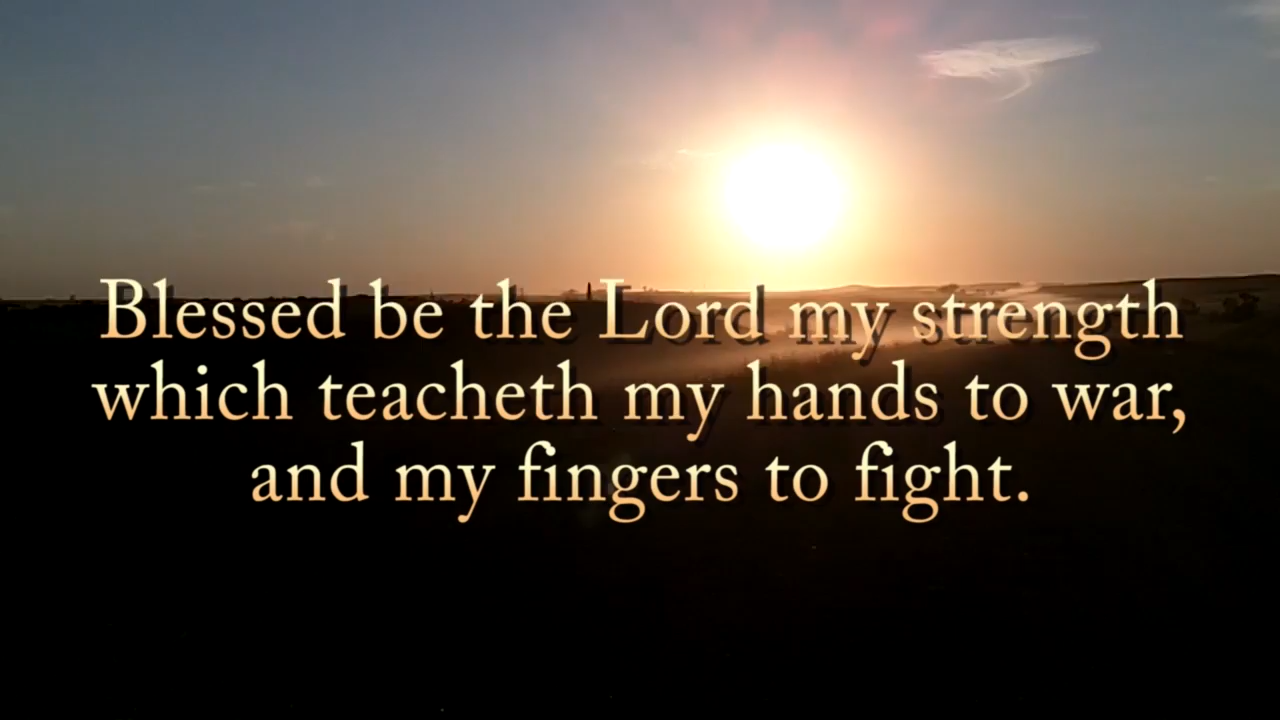 Blessed be the Lord my strength
which teacheth my hands to war,
and my fingers to fight.